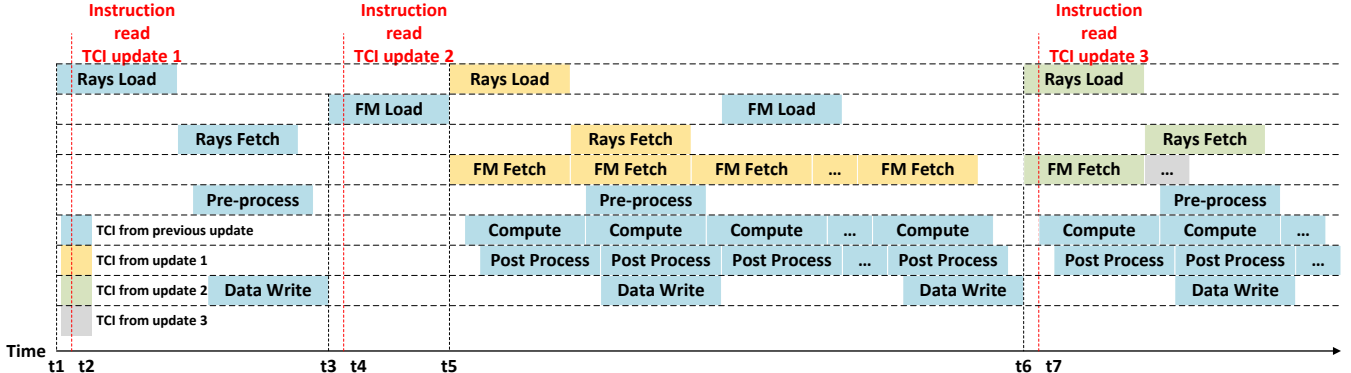 Instruction
read
TCI update 1
Instruction
read
TCI update 2
Instruction
read
TCI update 3
Rays Load Rays Load Rays Load
FM Load FM Load
Rays Fetch Rays Fetch Rays Fetch
FM Fetch FM Fetch FM Fetch ... FM Fetch FM Fetch ...
Pre-process Pre-process Pre-process
TCI from previous update Compute Compute Compute ... Compute Compute Compute ...
TCI from update 1 Post Process Post Process Post Process ... Post Process Post Process Post Process ...
TCI from update 2 Data Write Data Write Data Write Data Write
TCI from update 3
Time
t1 t2 t3 t4 t5 t6 t7